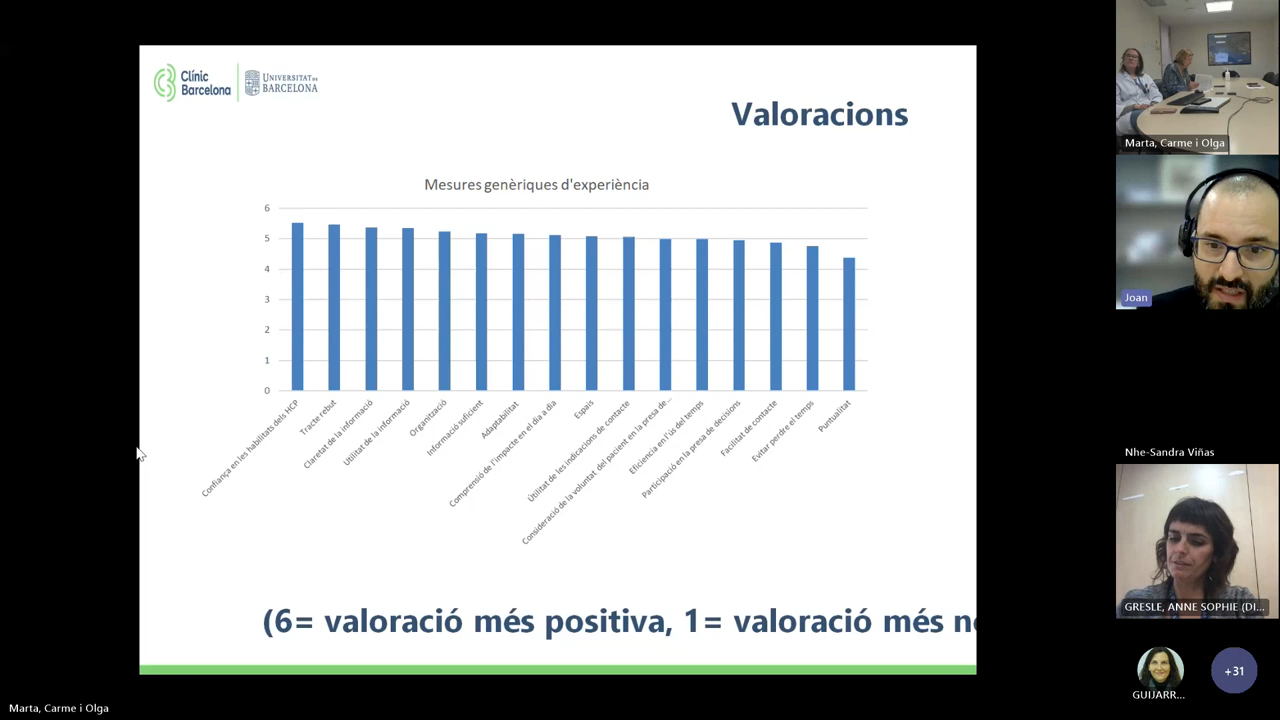 Clínic
Barcelona
UNIVERSITAT DE
BARCELONA
Valoracions
Mesures genèriques d'experiència
6
5
4
3
2
1
0
Confiança en les habilitats dels HCP
Tracte rebut
Claretat de la informació
Utilitat de la informació
Organització
Informació suficient
Adaptabilitat
Comprensió de l'impacte en el dia a dia
Espais
Útilitat de les indicacions de contacte
Consideració de la voluntat del pacient en la presa de...
Eficiencia en l'ús del temps
Participació en la presa de decisions
Facilitat de contacte
Evitar perdre el temps
Puntualitat
(6= valoració més positiva, 1= valoració més ne
Marta, Carme i Olga
Joan
Nhe-Sandra Viñas
GRESLE, ANNE SOPHIE (DI...
GUIJARR...
+31
Marta, Carme i Olga